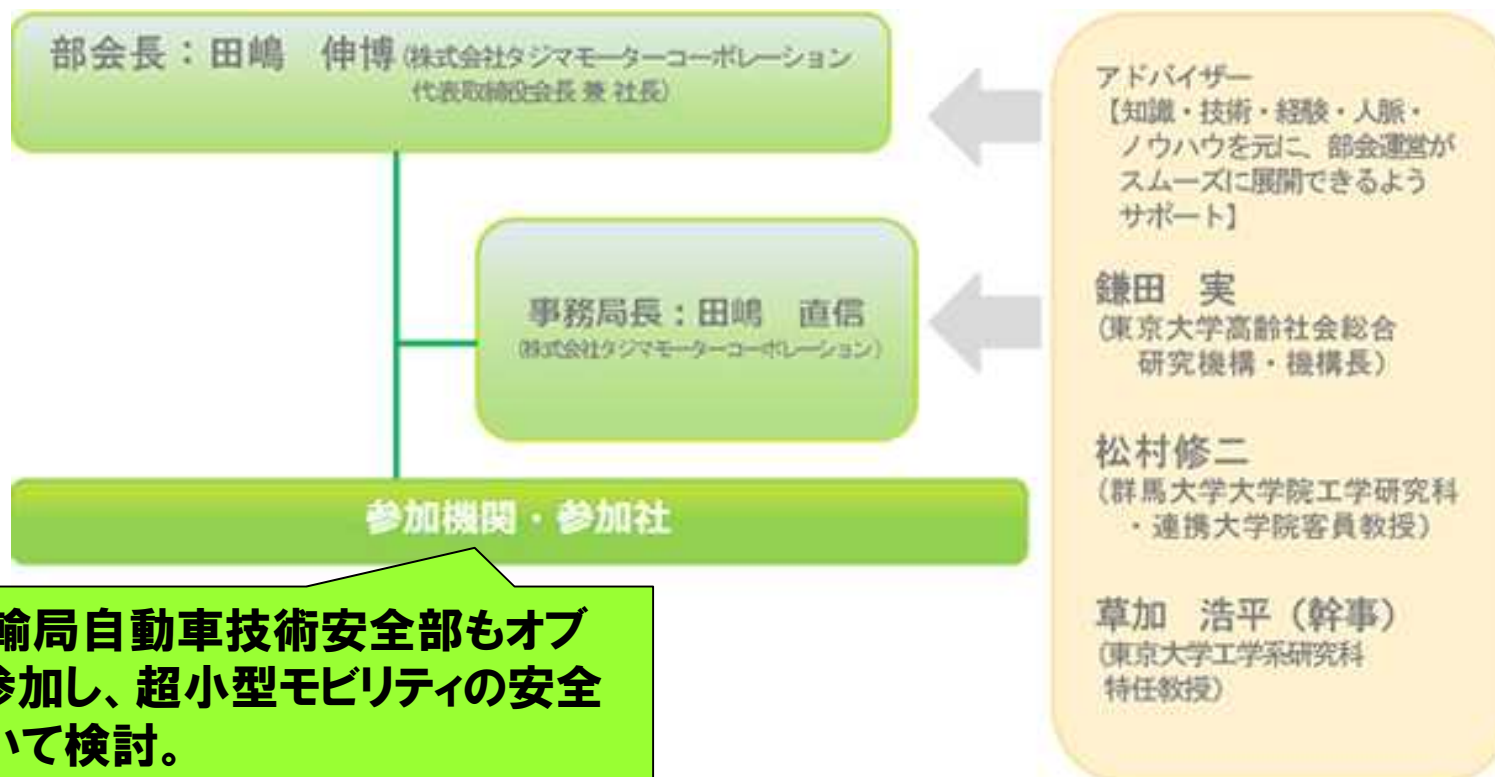 部会長：田嶋　伸博(株式会社タジマモーターコーポレーション
代表取締役会長 兼 社長)
事務局長：田嶋　直信
(株式会社タジマモーターコーポレーション)
参加機関・参加社
輸局自動車技術安全部もオブ
参加し、超小型モビリティの安全
いて検討。
アドバイザー
【知識・技術・経験・人脈・
ノウハウを元に、部会運営が
スムーズに展開できるよう
サポート】
鎌田　実
(東京大学高齢社会総合
研究機構・機構長)
松村修二
(群馬大学大学院工学研究科
・連携大学院客員教授)
草加　浩平（幹事）
(東京大学工学系研究科
特任教授)